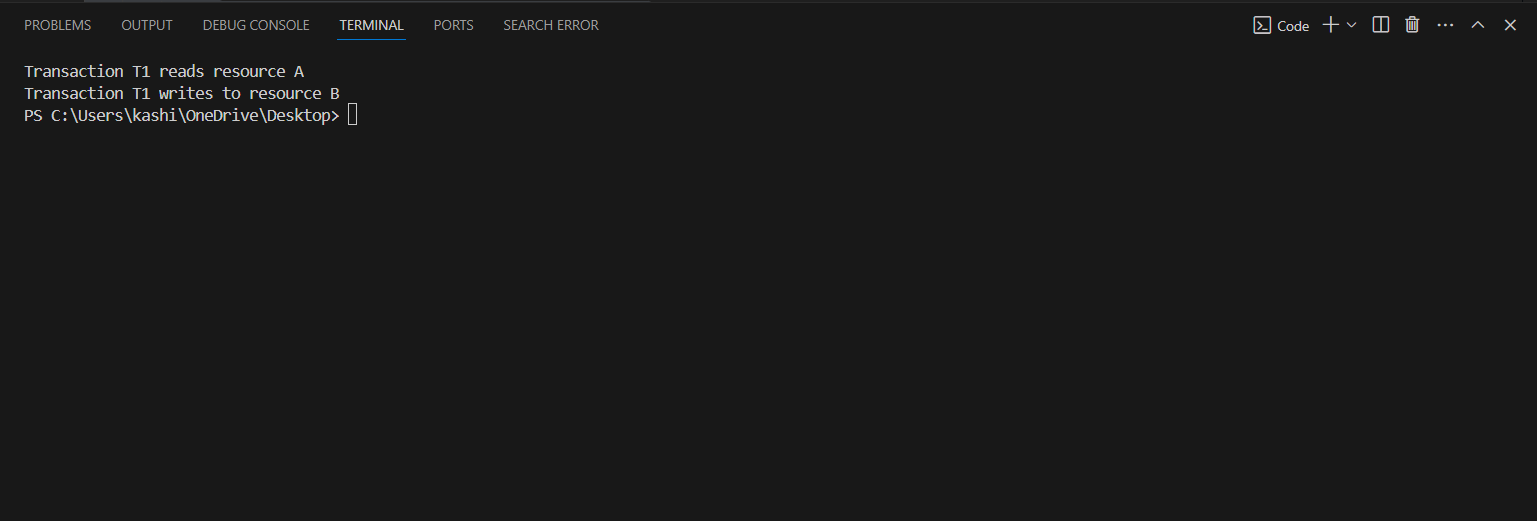 PROBLEMS OUTPUT DEBUG CONSOLE TERMINAL PORTS SEARCH ERROR Code
Transaction T1 reads resource A
Transaction T1 writes to resource B
PS C:\Users\kashi\OneDrive\Desktop>